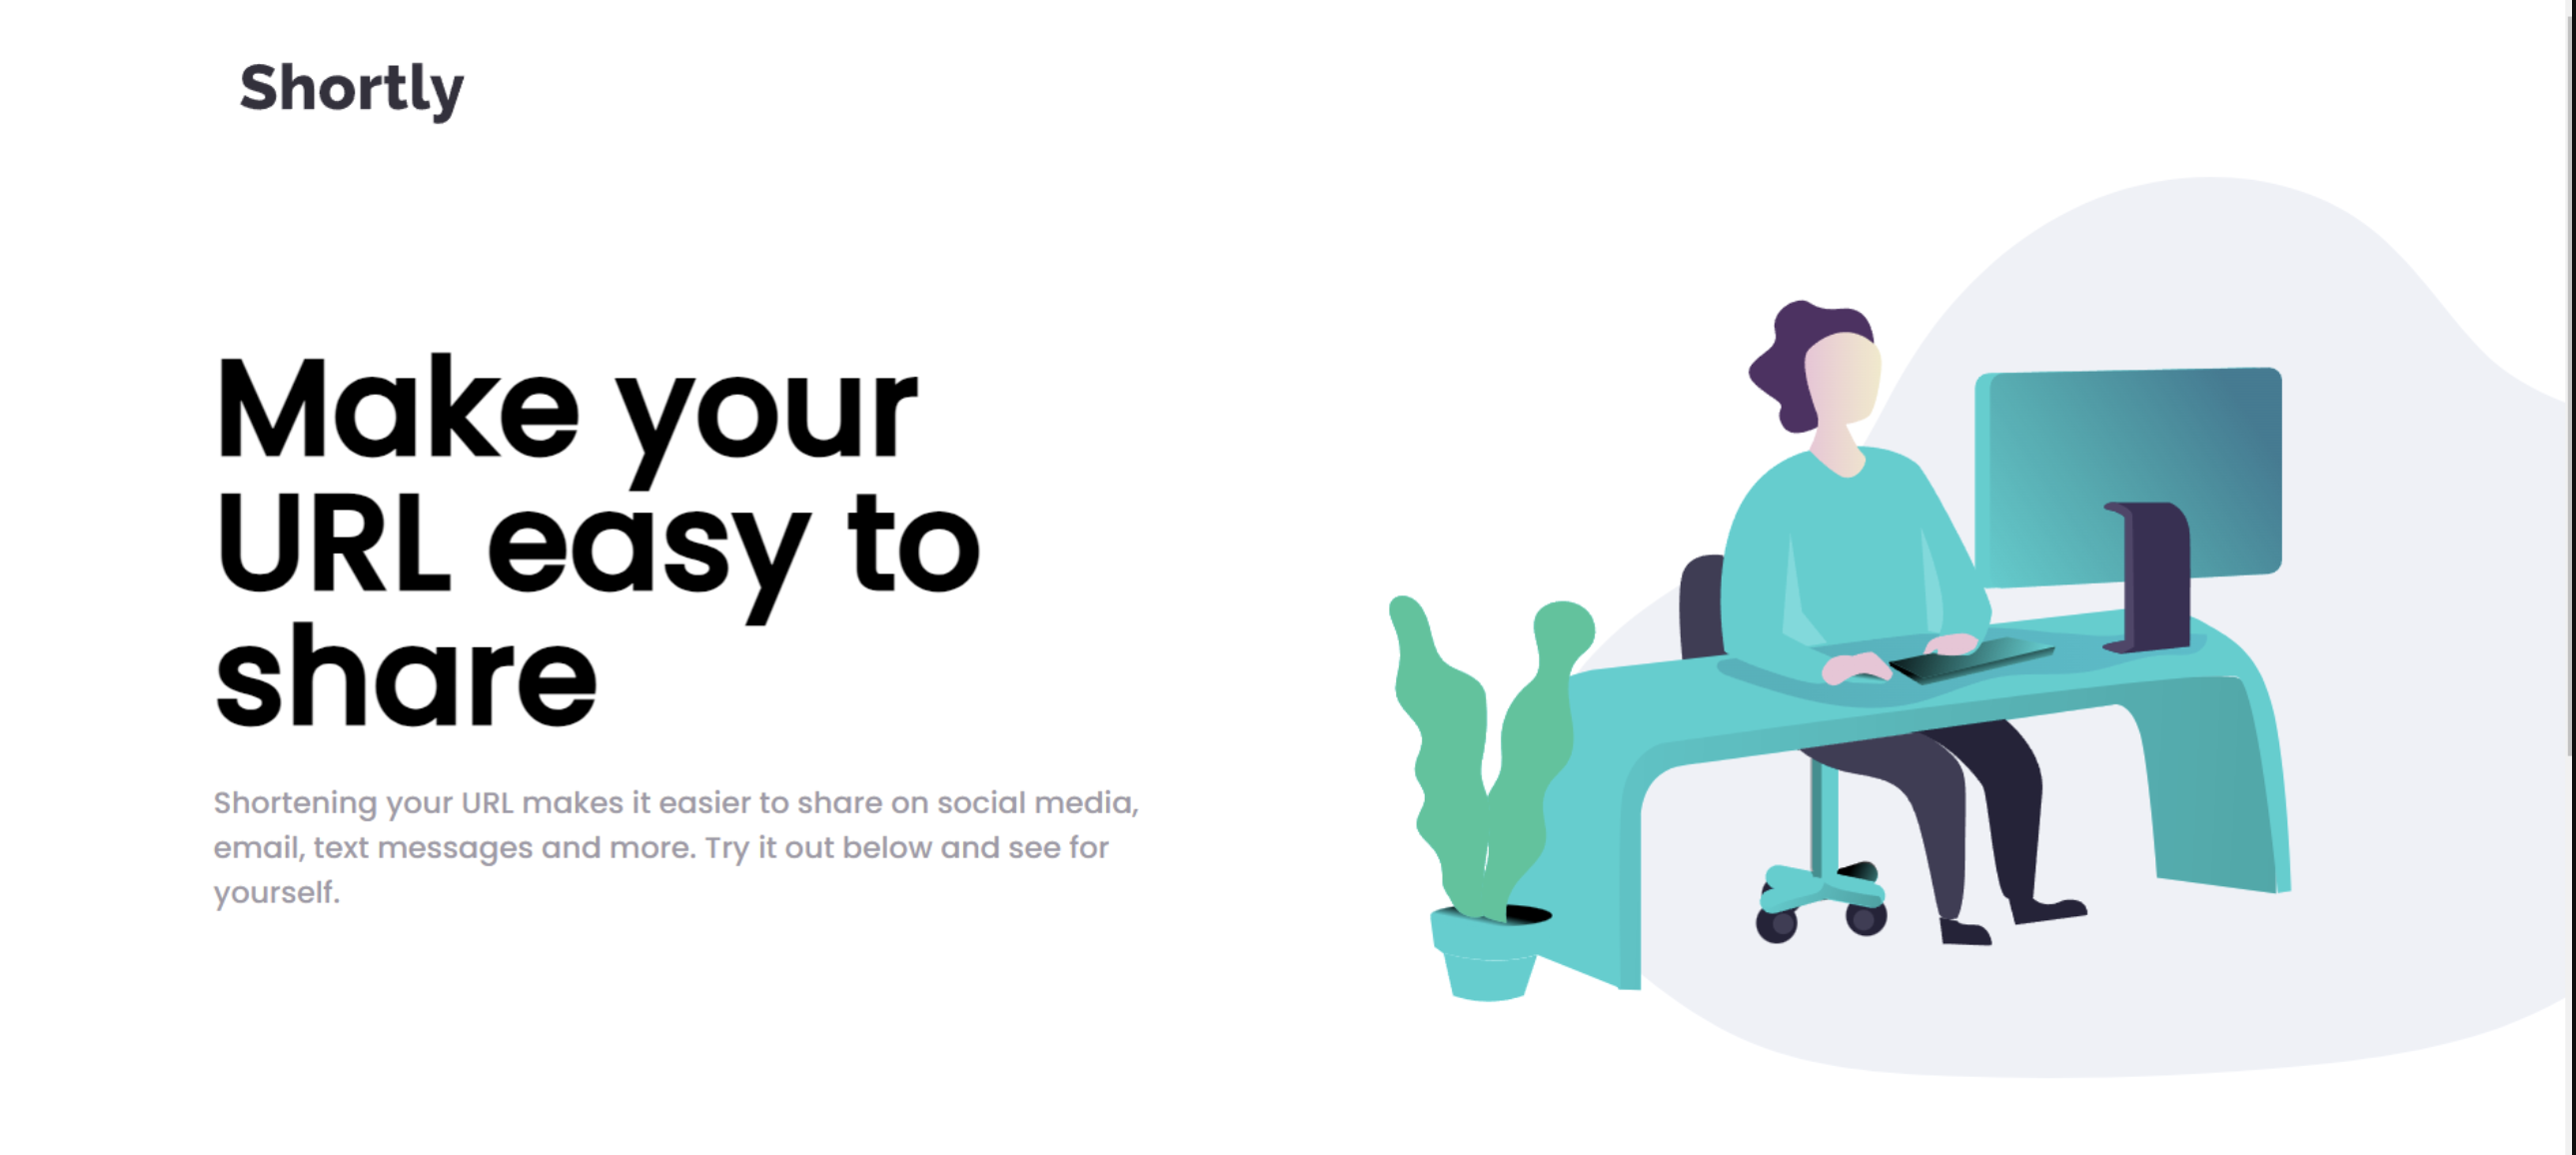 Shortly
Make your
URL easy to
share
Shortening your URL makes it easier to share on social media,
email, text messages and more. Try it out below and see for
yourself.